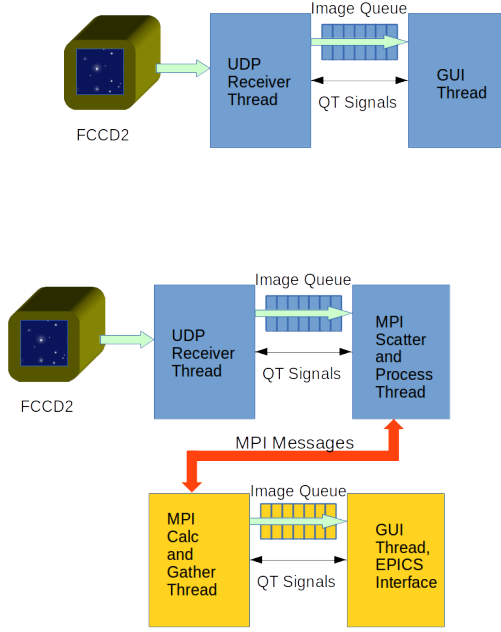 Image Queue
UDP
Receiver
Thread
GUI
Thread
QT Signals
FCCD2
Image Queue
UDP
Receiver
Thread
MPI
Scatter
and
Process
Thread
QT Signals
FCCD2
MPI Messages
Image Queue
MPI
Calc
and
Gather
Thread
GUI
Thread,
EPICS
Interface
QT Signals